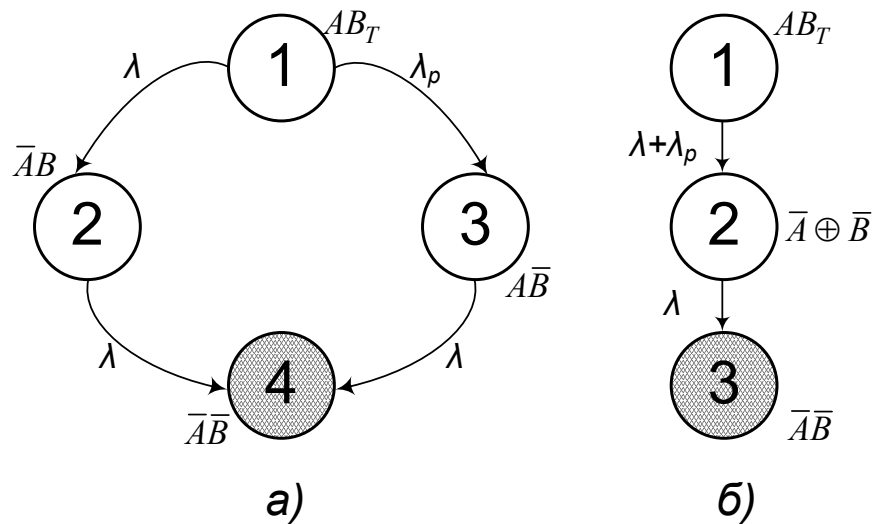 AB_T AB_T
λ 1 λ_p 1
A̅B λ+λ_p
2 3 2 A̅ ⊕ B̅
AB̅
λ λ λ
4 3
A̅B̅ A̅B̅
а) б)